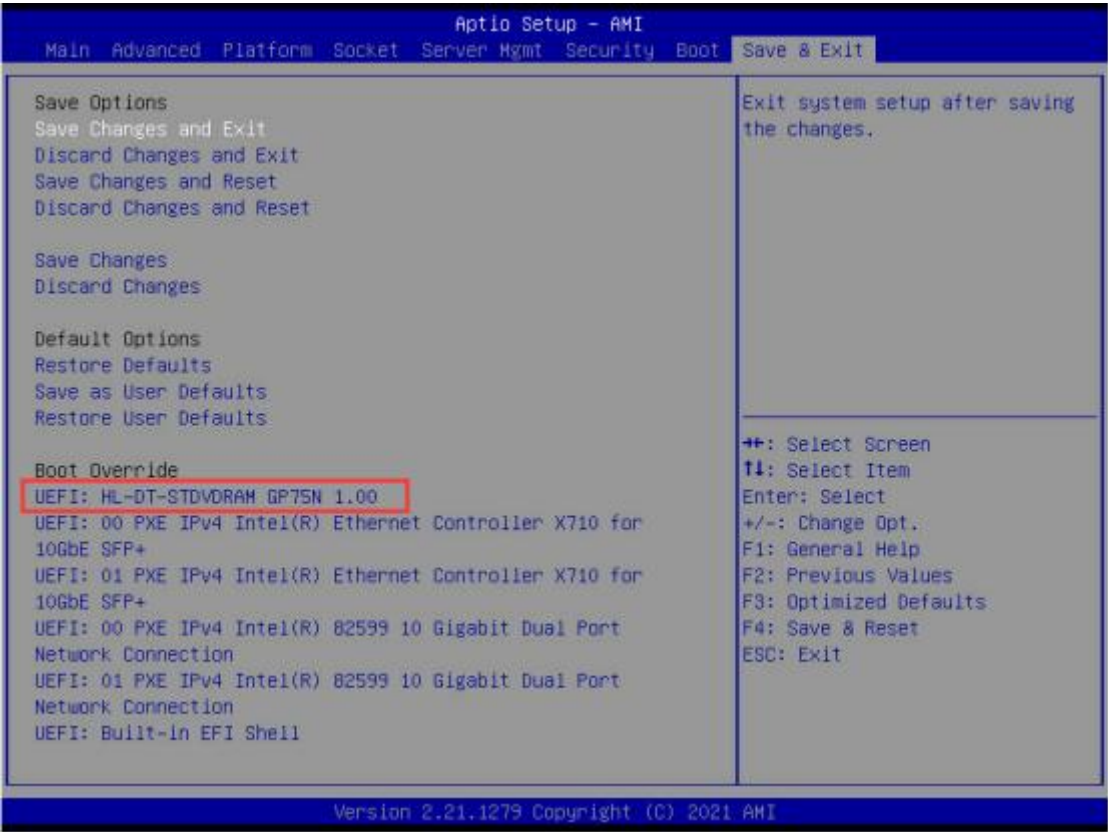 Aptio Setup - AMI
Main Advanced Platform Socket Server Mgmt Security Boot Save & Exit
Save Options
Save Changes and Exit
Discard Changes and Exit
Save Changes and Reset
Discard Changes and Reset
Save Changes
Discard Changes
Default Options
Restore Defaults
Save as User Defaults
Restore User Defaults
Boot Override
UEFI: HL-DT-STDVDRAM GP75N 1.00
UEFI: 00 PXE IPv4 Intel(R) Ethernet Controller X710 for
10GbE SFP+
UEFI: 01 PXE IPv4 Intel(R) Ethernet Controller X710 for
10GbE SFP+
UEFI: 00 PXE IPv4 Intel(R) 82599 10 Gigabit Dual Port
Network Connection
UEFI: 01 PXE IPv4 Intel(R) 82599 10 Gigabit Dual Port
Network Connection
UEFI: Built-in EFI Shell
Exit system setup after saving
the changes.
→←: Select Screen
↑↓: Select Item
Enter: Select
+/-: Change Opt.
F1: General Help
F2: Previous Values
F3: Optimized Defaults
F4: Save & Reset
ESC: Exit
Version 2.21.1279 Copyright (C) 2021 AMI